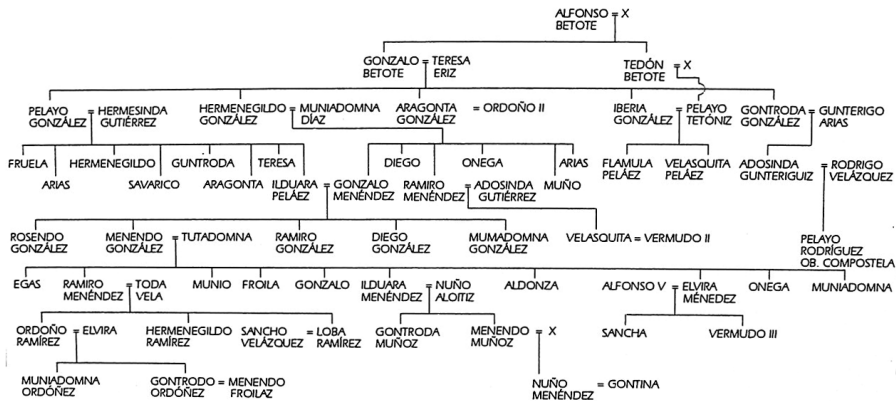 ALFONSO = X
BETOTE
GONZALO = TERESA
BETOTE ERIZ
TEDÓN = X
BETOTE
PELAYO = HERMESINDA
GONZÁLEZ GUTIÉRREZ
HERMENEGILDO = MUNIADOMNA
GONZÁLEZ DÍAZ
ARAGONTA = ORDOÑO II
GONZÁLEZ
IBERIA = PELAYO
GONZÁLEZ TETÓNIZ
GONTRODA = GUNTERIGO
GONZÁLEZ ARIAS
FRUELA HERMENEGILDO GUNTRODA TERESA
ARIAS SAVARICO ARAGONTA
ILDUARA = GONZALO
PELÁEZ MENÉNDEZ
DIEGO ONEGA ARIAS
RAMIRO = ADOSINDA
MENÉNDEZ GUTIÉRREZ
MUÑO
FLAMULA VELASQUITA
PELÁEZ PELÁEZ
ADOSINDA = RODRIGO
GUNTERIGUIZ VELÁZQUEZ
ROSENDO
GONZÁLEZ
MENENDO = TUTADOMNA
GONZÁLEZ
RAMIRO
GONZÁLEZ
DIEGO
GONZÁLEZ
MUMADOMNA
GONZÁLEZ
VELASQUITA = VERMUDO II
PELAYO
RODRÍGUEZ
OB. COMPOSTELA
EGAS
RAMIRO = TODA
MENÉNDEZ VELA
MUNIO FROILA GONZALO
ILDUARA = NUÑO
MENÉNDEZ ALOITIZ
ALDONZA
ALFONSO V = ELVIRA
MÉNEDEZ
ONEGA MUNIADOMNA
ORDOÑO = ELVIRA
RAMÍREZ
HERMENEGILDO
RAMÍREZ
SANCHO = LOBA
VELÁZQUEZ RAMÍREZ
GONTRODA
MUÑOZ
MENENDO = X
MUÑOZ
SANCHA VERMUDO III
MUNIADOMNA
ORDÓÑEZ
GONTRODO = MENENDO
ORDÓÑEZ FROILAZ
NUÑO = GONTINA
MENÉNDEZ